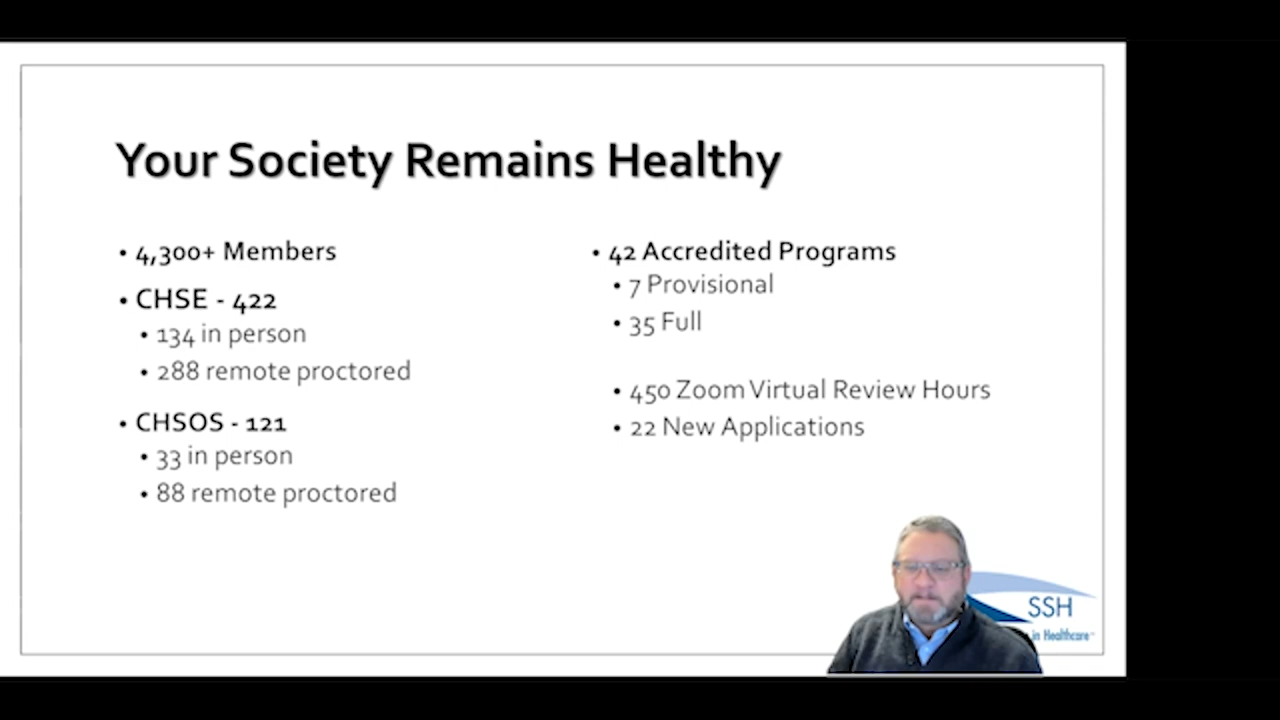 Your Society Remains Healthy
• 4,300+ Members
• CHSE - 422
• 134 in person
• 288 remote proctored
• CHSOS - 121
• 33 in person
• 88 remote proctored
• 42 Accredited Programs
• 7 Provisional
• 35 Full
• 450 Zoom Virtual Review Hours
• 22 New Applications
SSH
in Healthcare